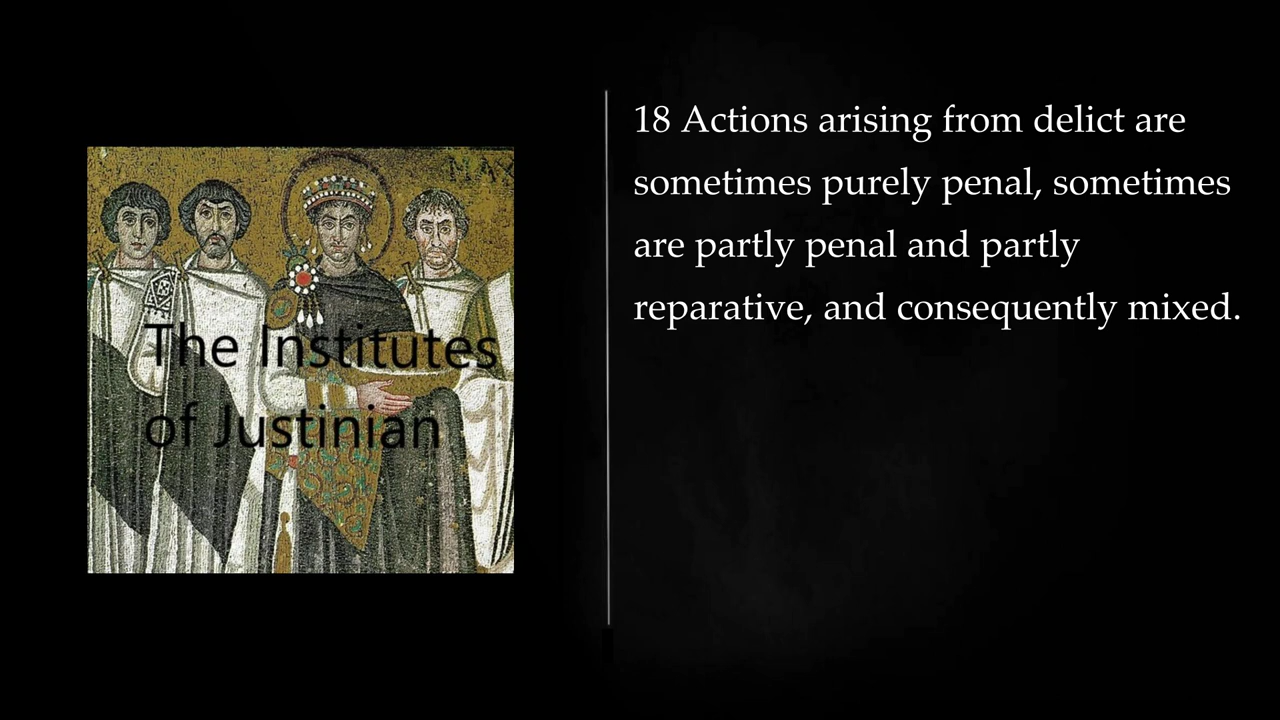 MAX
The Institutes
of Justinian
18 Actions arising from delict are
sometimes purely penal, sometimes
are partly penal and partly
reparative, and consequently mixed.